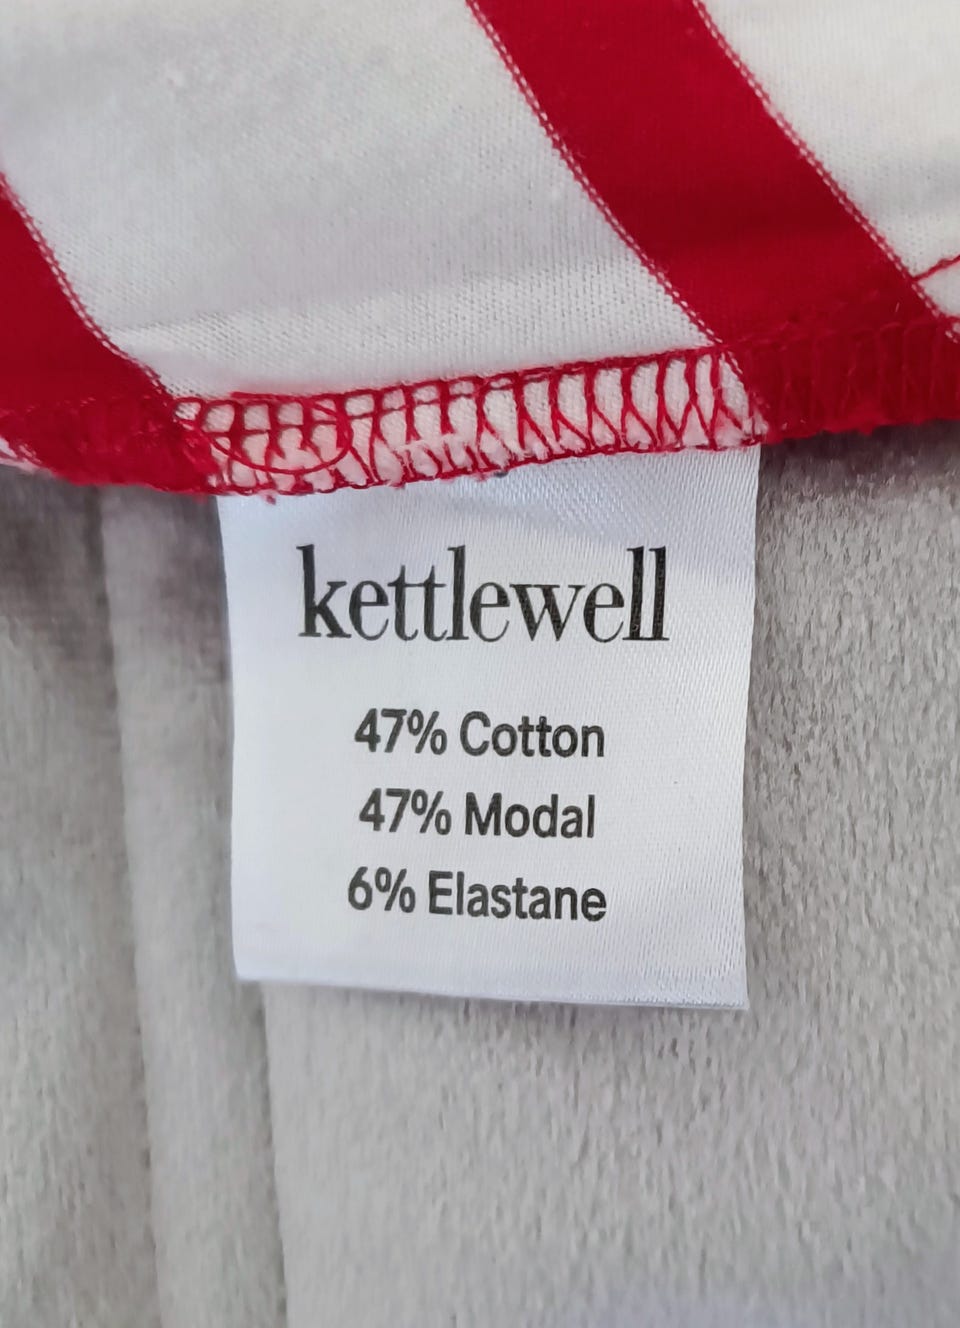 kettlewell
47% Cotton
47% Modal
6% Elastane